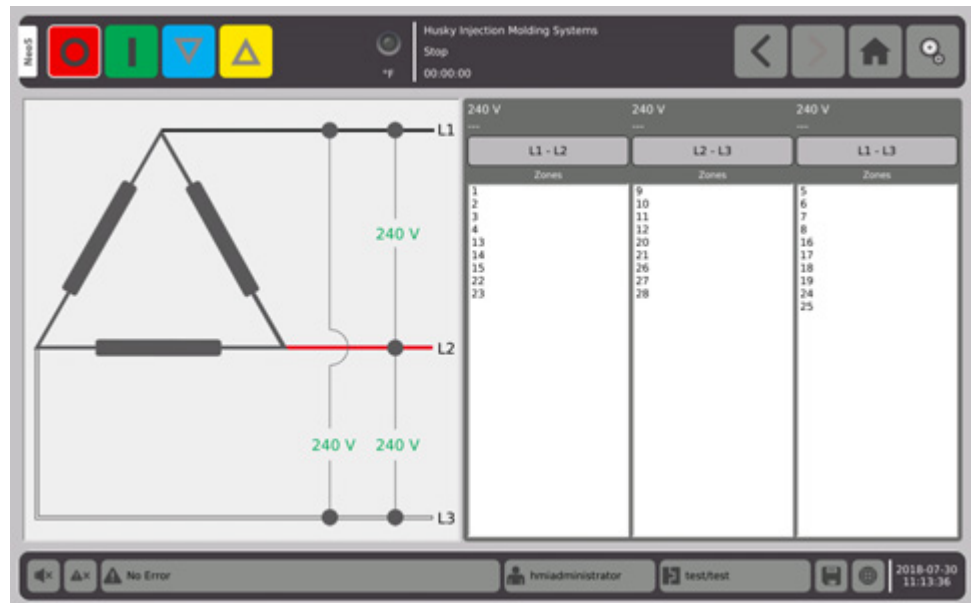 Neo5
Husky Injection Molding Systems
Stop
°F
00:00:00
L1
240 V
L2
240 V
240 V
L3
240 V
240 V
240 V
---
---
---
L1 - L2
L2 - L3
L1 - L3
Zones
Zones
Zones
1
2
3
4
13
14
15
22
23
9
10
11
12
20
21
26
27
28
5
6
7
8
16
17
18
19
24
25
No Error
hmiadministrator
test/test
2018-07-30
11:13:36